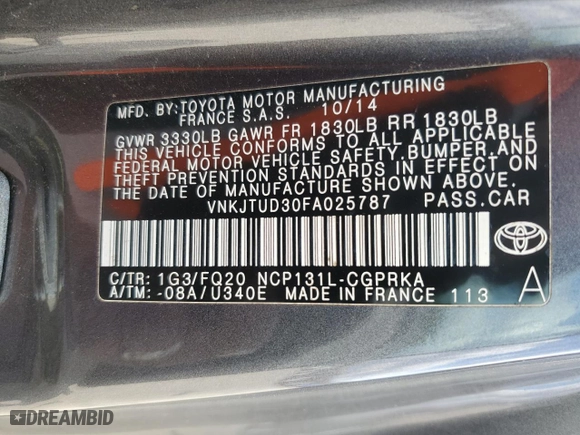 MFD.BY:TOYOTA MOTOR MANUFACTURING
FRANCE S.A.S. 10/14
GVWR 3330LB GAWR FR 1830LB RR 1830LB
THIS VEHICLE CONFORMS TO ALL APPLICABLE
FEDERAL MOTOR VEHICLE SAFETY,BUMPER,AND
THEFT PREVENTION STANDARDS IN EFFECT ON
THE DATE OF MANUFACTURE SHOWN ABOVE.
VNKJTUD30FA025787 PASS.CAR
C/TR: 1G3/FQ20 NCP131L-CGPRKA
A/TM: -08A/U340E MADE IN FRANCE 113
A
DREAMBID